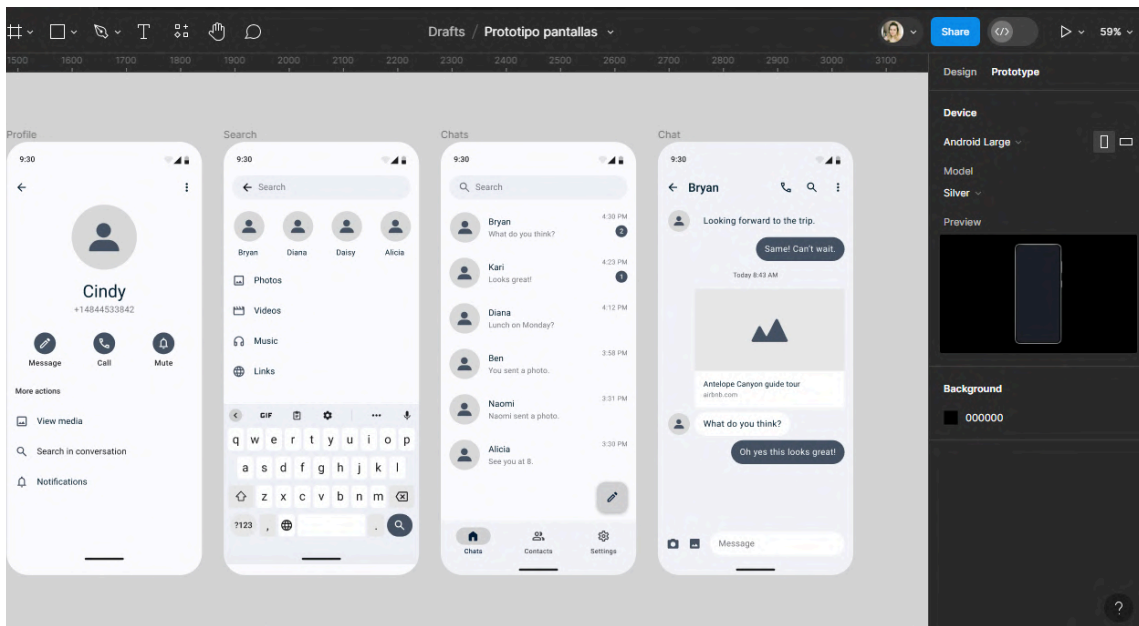 Drafts / Prototipo pantallas
Share
59%
1500 1600 1700 1800 1900 2000 2100 2200 2300 2400 2500 2600 2700 2800 2900 3000 3100
Design Prototype
Device
Android Large
Model
Silver
Preview
Background
000000
?
Profile
9:30
Cindy
+14844533842
Message Call Mute
More actions
View media
Search in conversation
Notifications
Search
9:30
Search
Bryan Diana Daisy Alicia
Photos
Videos
Music
Links
GIF
q w e r t y u i o p
a s d f g h j k l
z x c v b n m
?123 , .
Chats
9:30
Search
Bryan 4:30 PM
What do you think? 2
Kari 4:23 PM
Looks great! 1
Diana 4:12 PM
Lunch on Monday?
Ben 3:58 PM
You sent a photo.
Naomi 3:31 PM
Naomi sent a photo.
Alicia 3:30 PM
See you at 8.
Chats Contacts Settings
Chat
9:30
Bryan
Looking forward to the trip.
Same! Can't wait.
Today 8:43 AM
Antelope Canyon guide tour
airbnb.com
What do you think?
Oh yes this looks great!
Message